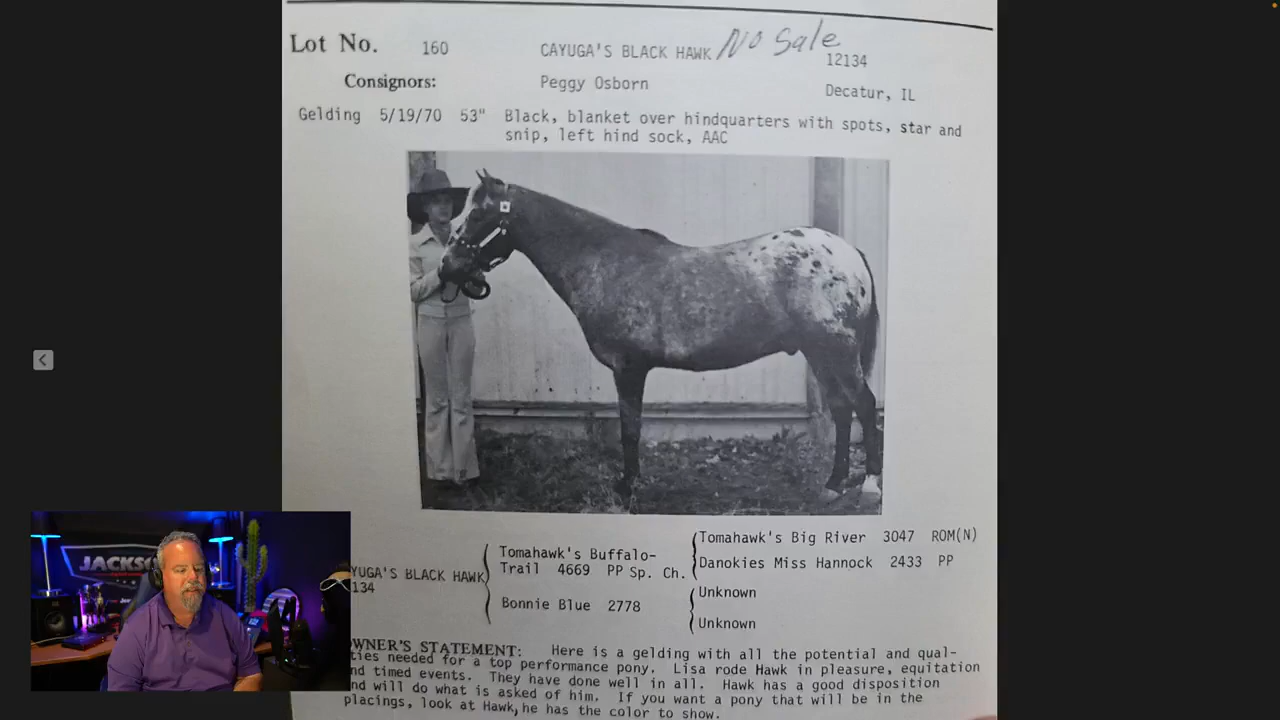 Lot No. 160 CAYUGA'S BLACK HAWK No Sale 12134
Consignors: Peggy Osborn Decatur, IL
Gelding 5/19/70 53" Black, blanket over hindquarters with spots, star and
snip, left hind sock, AAC
Tomahawk's Big River 3047 ROM(N)
Tomahawk's Buffalo-
Trail 4669 PP Sp. Ch.
Danokies Miss Hannock 2433 PP
YUGA'S BLACK HAWK
134
Unknown
Bonnie Blue 2778
Unknown
OWNER'S STATEMENT: Here is a gelding with all the potential and qual-
ties needed for a top performance pony. Lisa rode Hawk in pleasure, equitation
nd timed events. They have done well in all. Hawk has a good disposition
nd will do what is asked of him. If you want a pony that will be in the
placings, look at Hawk, he has the color to show.
JACKSO